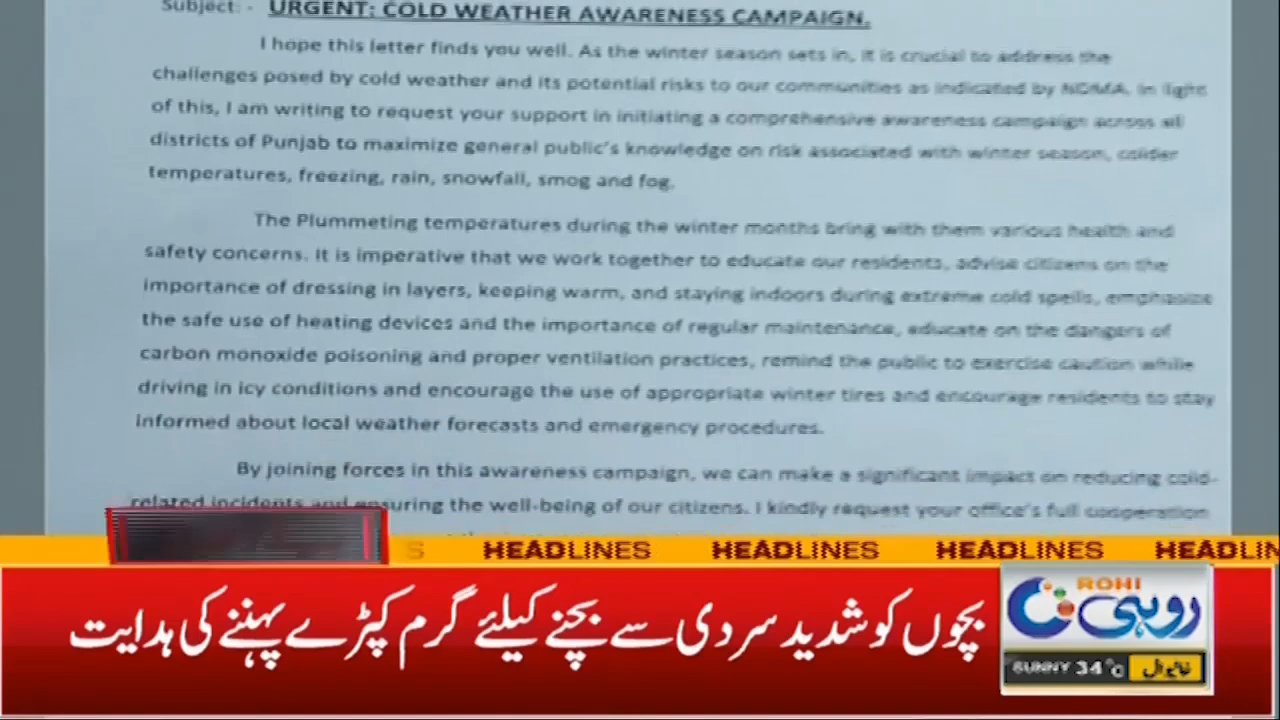 Subject: - URGENT: COLD WEATHER AWARENESS CAMPAIGN.
I hope this letter finds you well. As the winter season sets in, it is crucial to address the
challenges posed by cold weather and its potential risks to our communities as indicated by NDMA. In light
of this, I am writing to request your support in initiating a comprehensive awareness campaign across all
districts of Punjab to maximize general public's knowledge on risk associated with winter season, colder
temperatures, freezing, rain, snowfall, smog and fog.
The Plummeting temperatures during the winter months bring with them various health and
safety concerns. It is imperative that we work together to educate our residents, advise citizens on the
importance of dressing in layers, keeping warm, and staying indoors during extreme cold spells, emphasize
the safe use of heating devices and the importance of regular maintenance, educate on the dangers of
carbon monoxide poisoning and proper ventilation practices, remind the public to exercise caution while
driving in icy conditions and encourage the use of appropriate winter tires and encourage residents to stay
informed about local weather forecasts and emergency procedures.
By joining forces in this awareness campaign, we can make a significant impact on reducing cold-
related incidents and ensuring the well-being of our citizens. I kindly request your office's full cooperation
S HEADLINES HEADLINES HEADLINES HEADLIN
بچوں کو شدید سردی سے بچنے کیلئے گرم کپڑے پہننے کی ہدایت
ROHI
روہی
SUNNY 34°C خانیوال